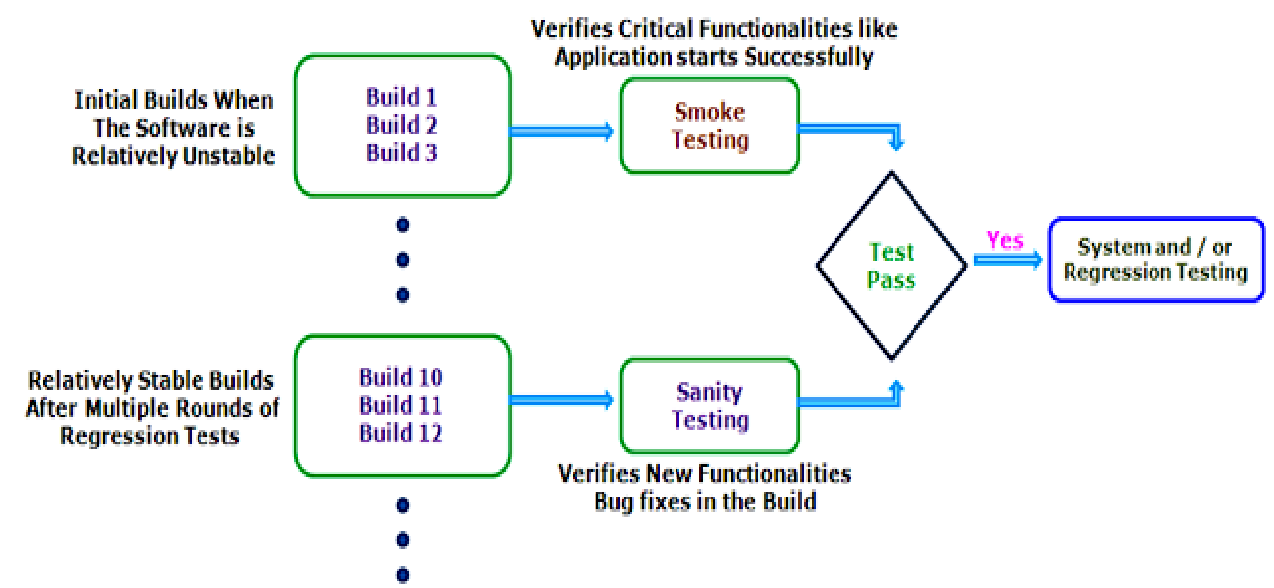 Verifies Critical Functionalities like
Application starts Successfully
Initial Builds When
The Software is
Relatively Unstable
Build 1
Build 2
Build 3
Smoke
Testing
Test
Pass
Yes
System and / or
Regression Testing
Relatively Stable Builds
After Multiple Rounds of
Regression Tests
Build 10
Build 11
Build 12
Sanity
Testing
Verifies New Functionalities
Bug fixes in the Build